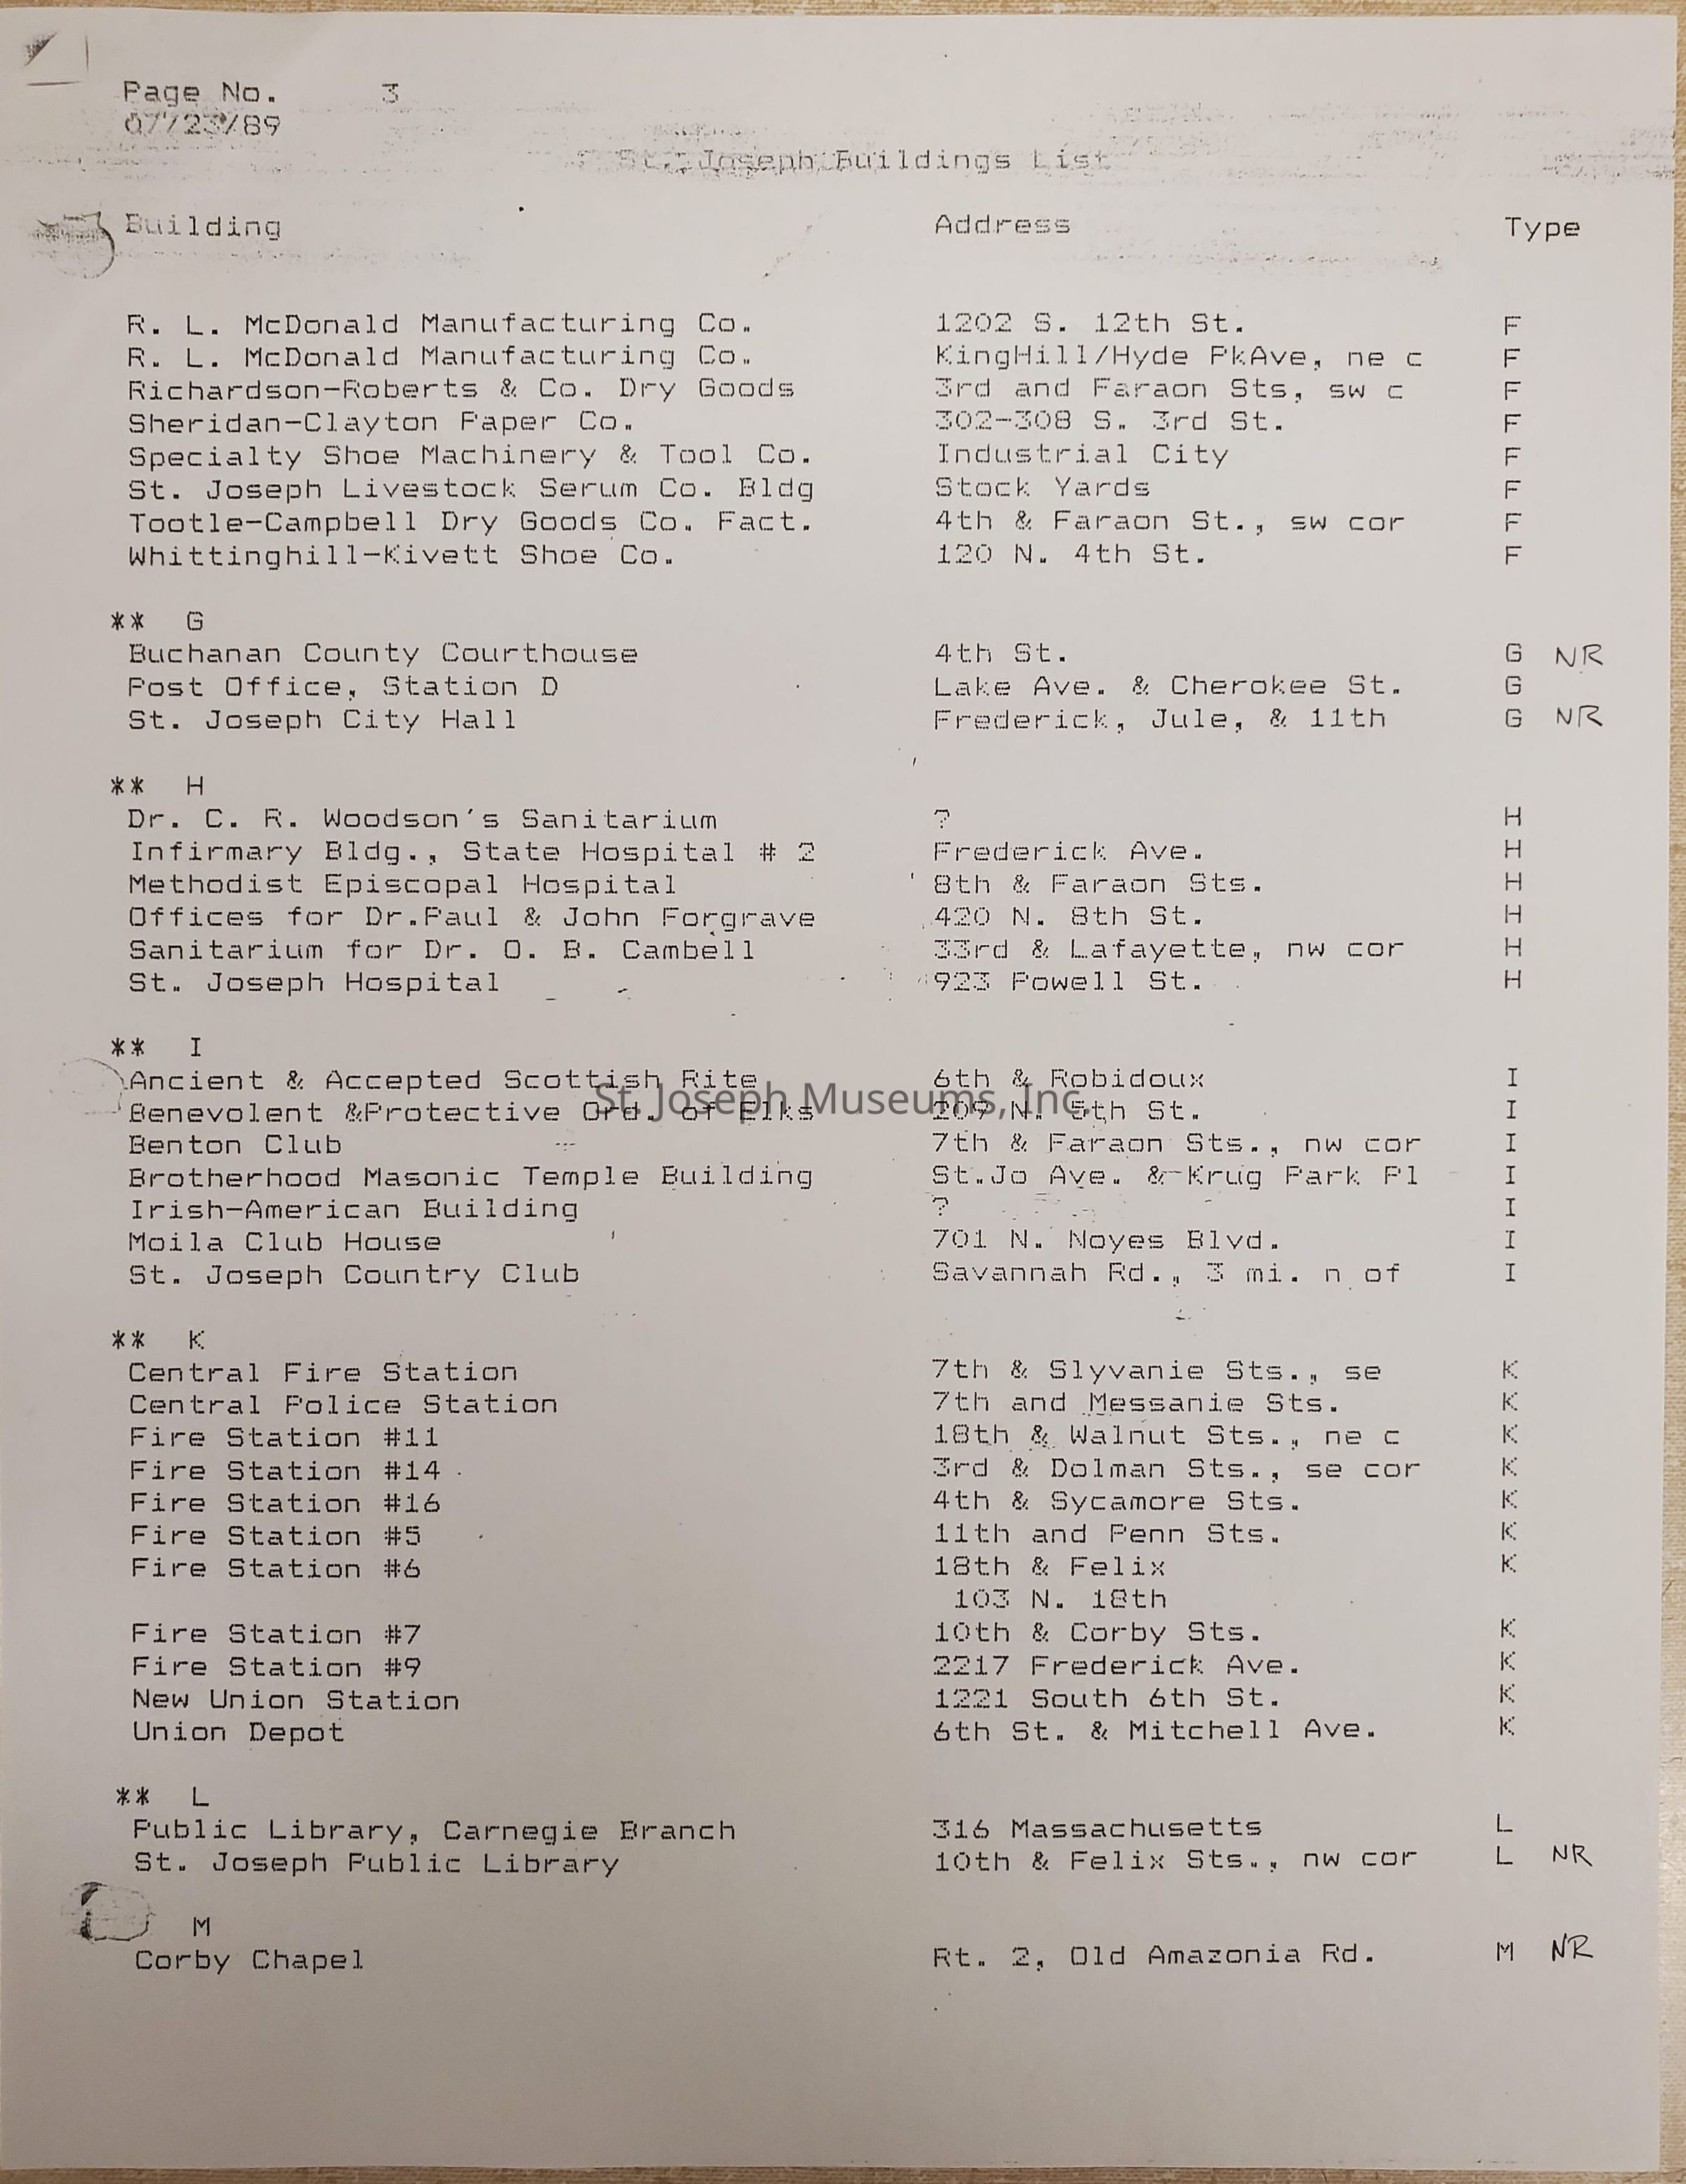 Page No. 3
07/23/89
St. Joseph Buildings List
Building Address Type
R. L. McDonald Manufacturing Co. 1202 S. 12th St. F
R. L. McDonald Manufacturing Co. KingHill/Hyde PkAve, ne c F
Richardson-Roberts & Co. Dry Goods 3rd and Faraon Sts, sw c F
Sheridan-Clayton Paper Co. 302-308 S. 3rd St. F
Specialty Shoe Machinery & Tool Co. Industrial City F
St. Joseph Livestock Serum Co. Bldg Stock Yards F
Tootle-Campbell Dry Goods Co. Fact. 4th & Faraon St., sw cor F
Whittinghill-Kivett Shoe Co. 120 N. 4th St. F
** G
Buchanan County Courthouse 4th St. G NR
Post Office, Station D Lake Ave. & Cherokee St. G
St. Joseph City Hall Frederick, Jule, & 11th G NR
** H
Dr. C. R. Woodson's Sanitarium ? H
Infirmary Bldg., State Hospital # 2 Frederick Ave. H
Methodist Episcopal Hospital 8th & Faraon Sts. H
Offices for Dr.Paul & John Forgrave 420 N. 8th St. H
Sanitarium for Dr. O. B. Cambell 33rd & Lafayette, nw cor H
St. Joseph Hospital 923 Powell St. H
** I
Ancient & Accepted Scottish Rite 6th & Robidoux I
St. Joseph Museums, Inc.
Benevolent &Protective Ord. of Elks 209 N. 5th St. I
Benton Club 7th & Faraon Sts., nw cor I
Brotherhood Masonic Temple Building St.Jo Ave. & Krug Park Pl I
Irish-American Building ? I
Moila Club House 701 N. Noyes Blvd. I
St. Joseph Country Club Savannah Rd., 3 mi. n of I
** K
Central Fire Station 7th & Slyvanie Sts., se K
Central Police Station 7th and Messanie Sts. K
Fire Station #11 18th & Walnut Sts., ne c K
Fire Station #14 3rd & Dolman Sts., se cor K
Fire Station #16 4th & Sycamore Sts. K
Fire Station #5 11th and Penn Sts. K
Fire Station #6 18th & Felix K
103 N. 18th
Fire Station #7 10th & Corby Sts. K
Fire Station #9 2217 Frederick Ave. K
New Union Station 1221 South 6th St. K
Union Depot 6th St. & Mitchell Ave. K
** L
Public Library, Carnegie Branch 316 Massachusetts L
St. Joseph Public Library 10th & Felix Sts., nw cor L NR
M
Corby Chapel Rt. 2, Old Amazonia Rd. M NR